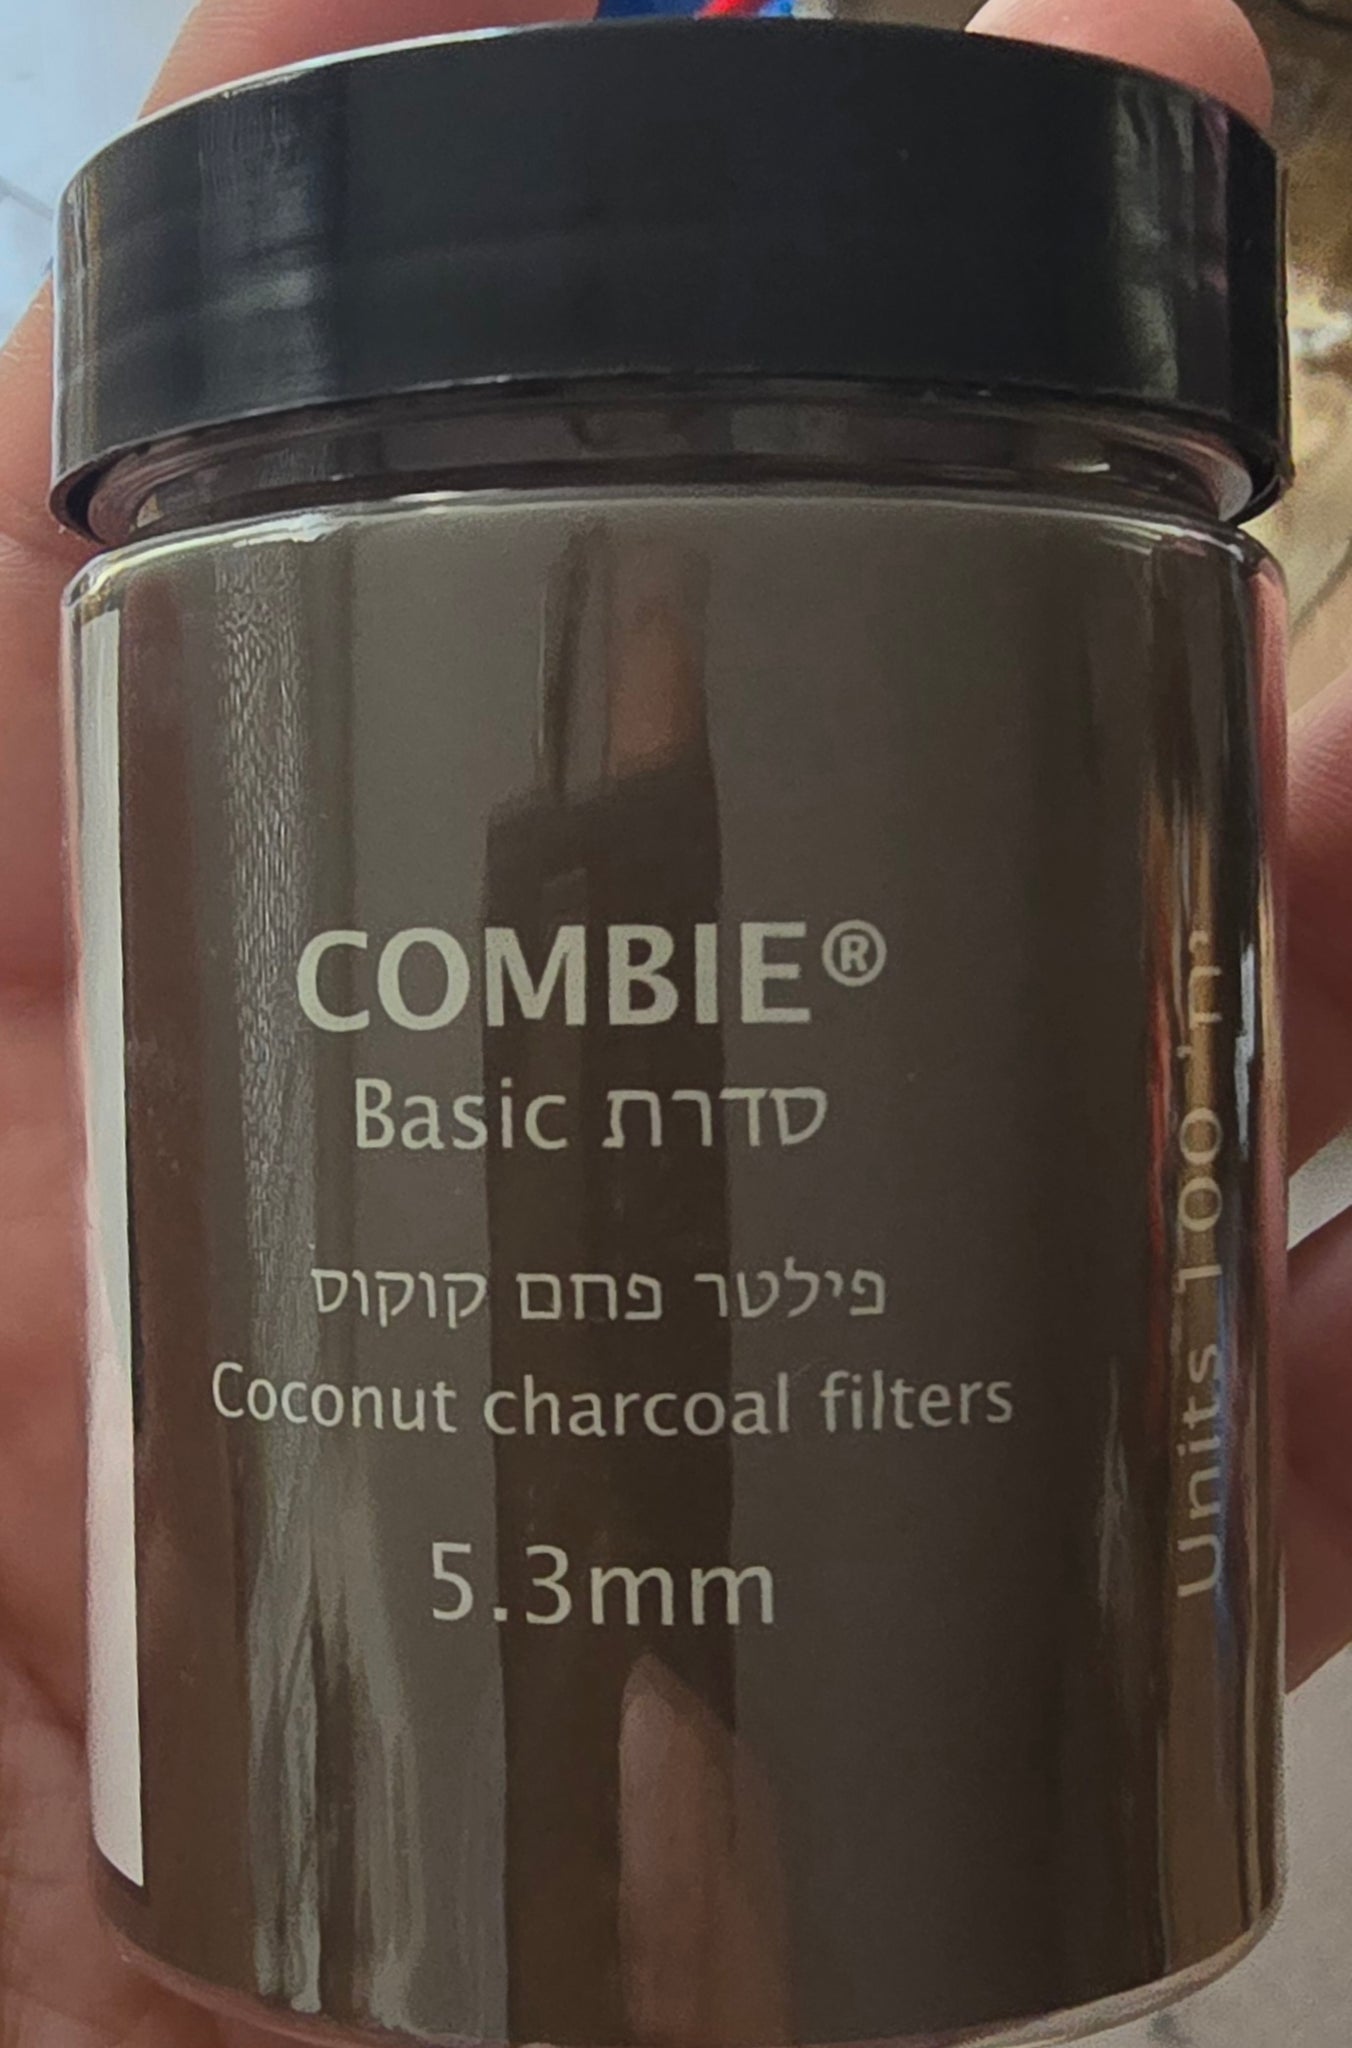 COMBIE®
סדרת Basic
פילטר פחם קוקוס
Coconut charcoal filters
5.3mm
Units 100 יח'